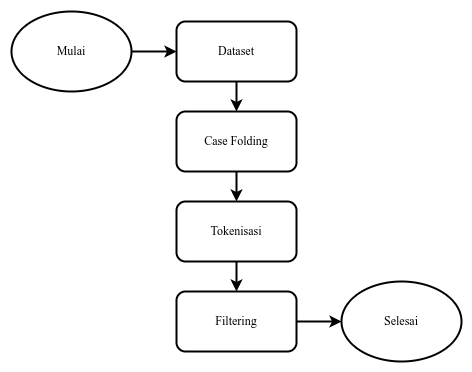 Mulai
Dataset
Case Folding
Tokenisasi
Filtering
Selesai